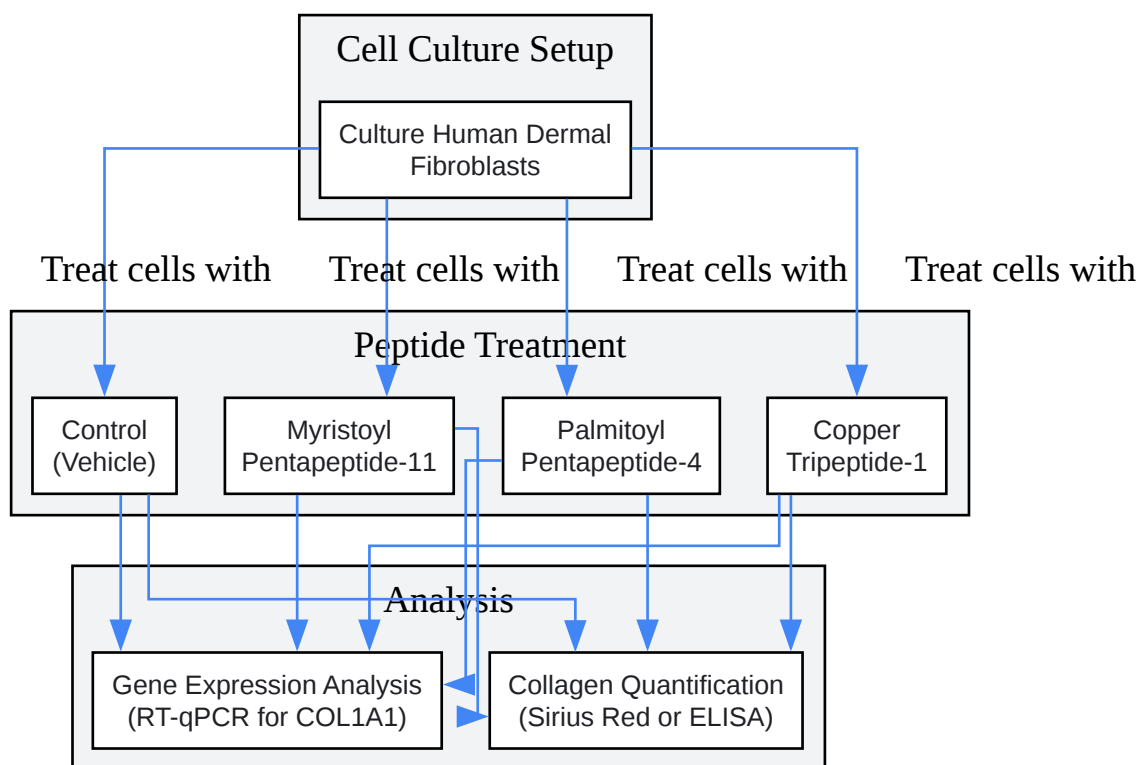 Cell Culture Setup
Culture Human Dermal
Fibroblasts
Treat cells with
Treat cells with
Treat cells with
Treat cells with
Peptide Treatment
Control
(Vehicle)
Myristoyl
Pentapeptide-11
Palmitoyl
Pentapeptide-4
Copper
Tripeptide-1
Analysis
Gene Expression Analysis
(RT-qPCR for COL1A1)
Collagen Quantification
(Sirius Red or ELISA)